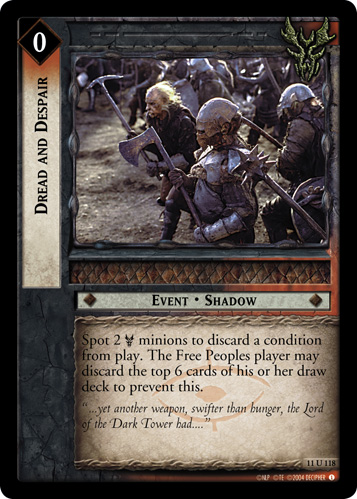 0
DREAD AND DESPAIR
EVENT • SHADOW
Spot 2 minions to discard a condition
from play. The Free Peoples player may
discard the top 6 cards of his or her draw
deck to prevent this.
“...yet another weapon, swifter than hunger, the Lord
of the Dark Tower had....”
11 U 118
©NLP ©TE ©2004 DECIPHER